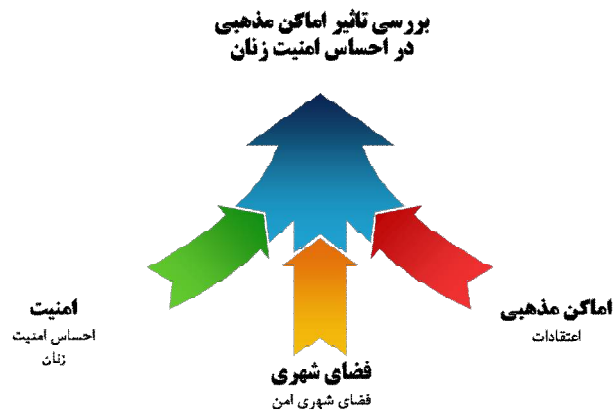 بررسی تاثیر اماکن مذهبی
در احساس امنیت زنان
اماکن مذهبی
اعتقادات
امنیت
احساس امنیت
زنان
فضای شهری
فضای شهری امن